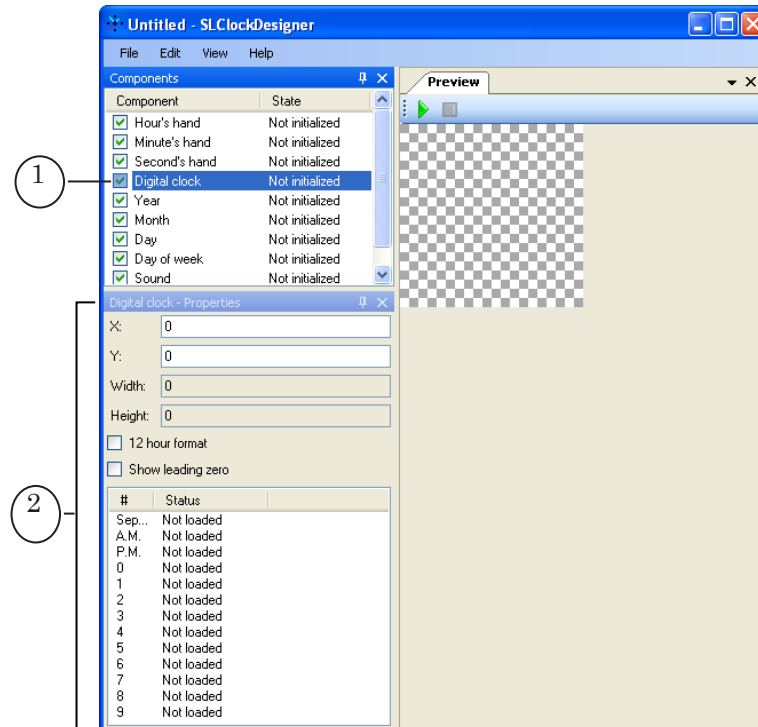 Untitled - SLClockDesigner
File Edit View Help
Components
Preview
Component State
Hour's hand Not initialized
Minute's hand Not initialized
Second's hand Not initialized
1
Digital clock Not initialized
Year Not initialized
Month Not initialized
Day Not initialized
Day of week Not initialized
Sound Not initialized
Digital clock - Properties
X: 0
Y: 0
Width: 0
Height: 0
12 hour format
Show leading zero
2
# Status
Sep... Not loaded
A.M. Not loaded
P.M. Not loaded
0 Not loaded
1 Not loaded
2 Not loaded
3 Not loaded
4 Not loaded
5 Not loaded
6 Not loaded
7 Not loaded
8 Not loaded
9 Not loaded